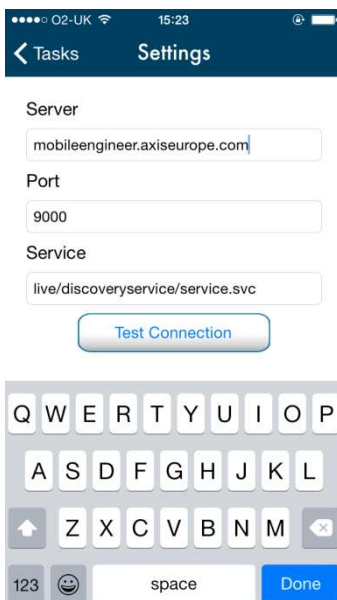 O2-UK 15:23
Tasks Settings
Server
mobileengineer.axiseurope.com
Port
9000
Service
live/discoveryservice/service.svc
Test Connection
Q W E R T Y U I O P
A S D F G H J K L
Z X C V B N M
123 space Done